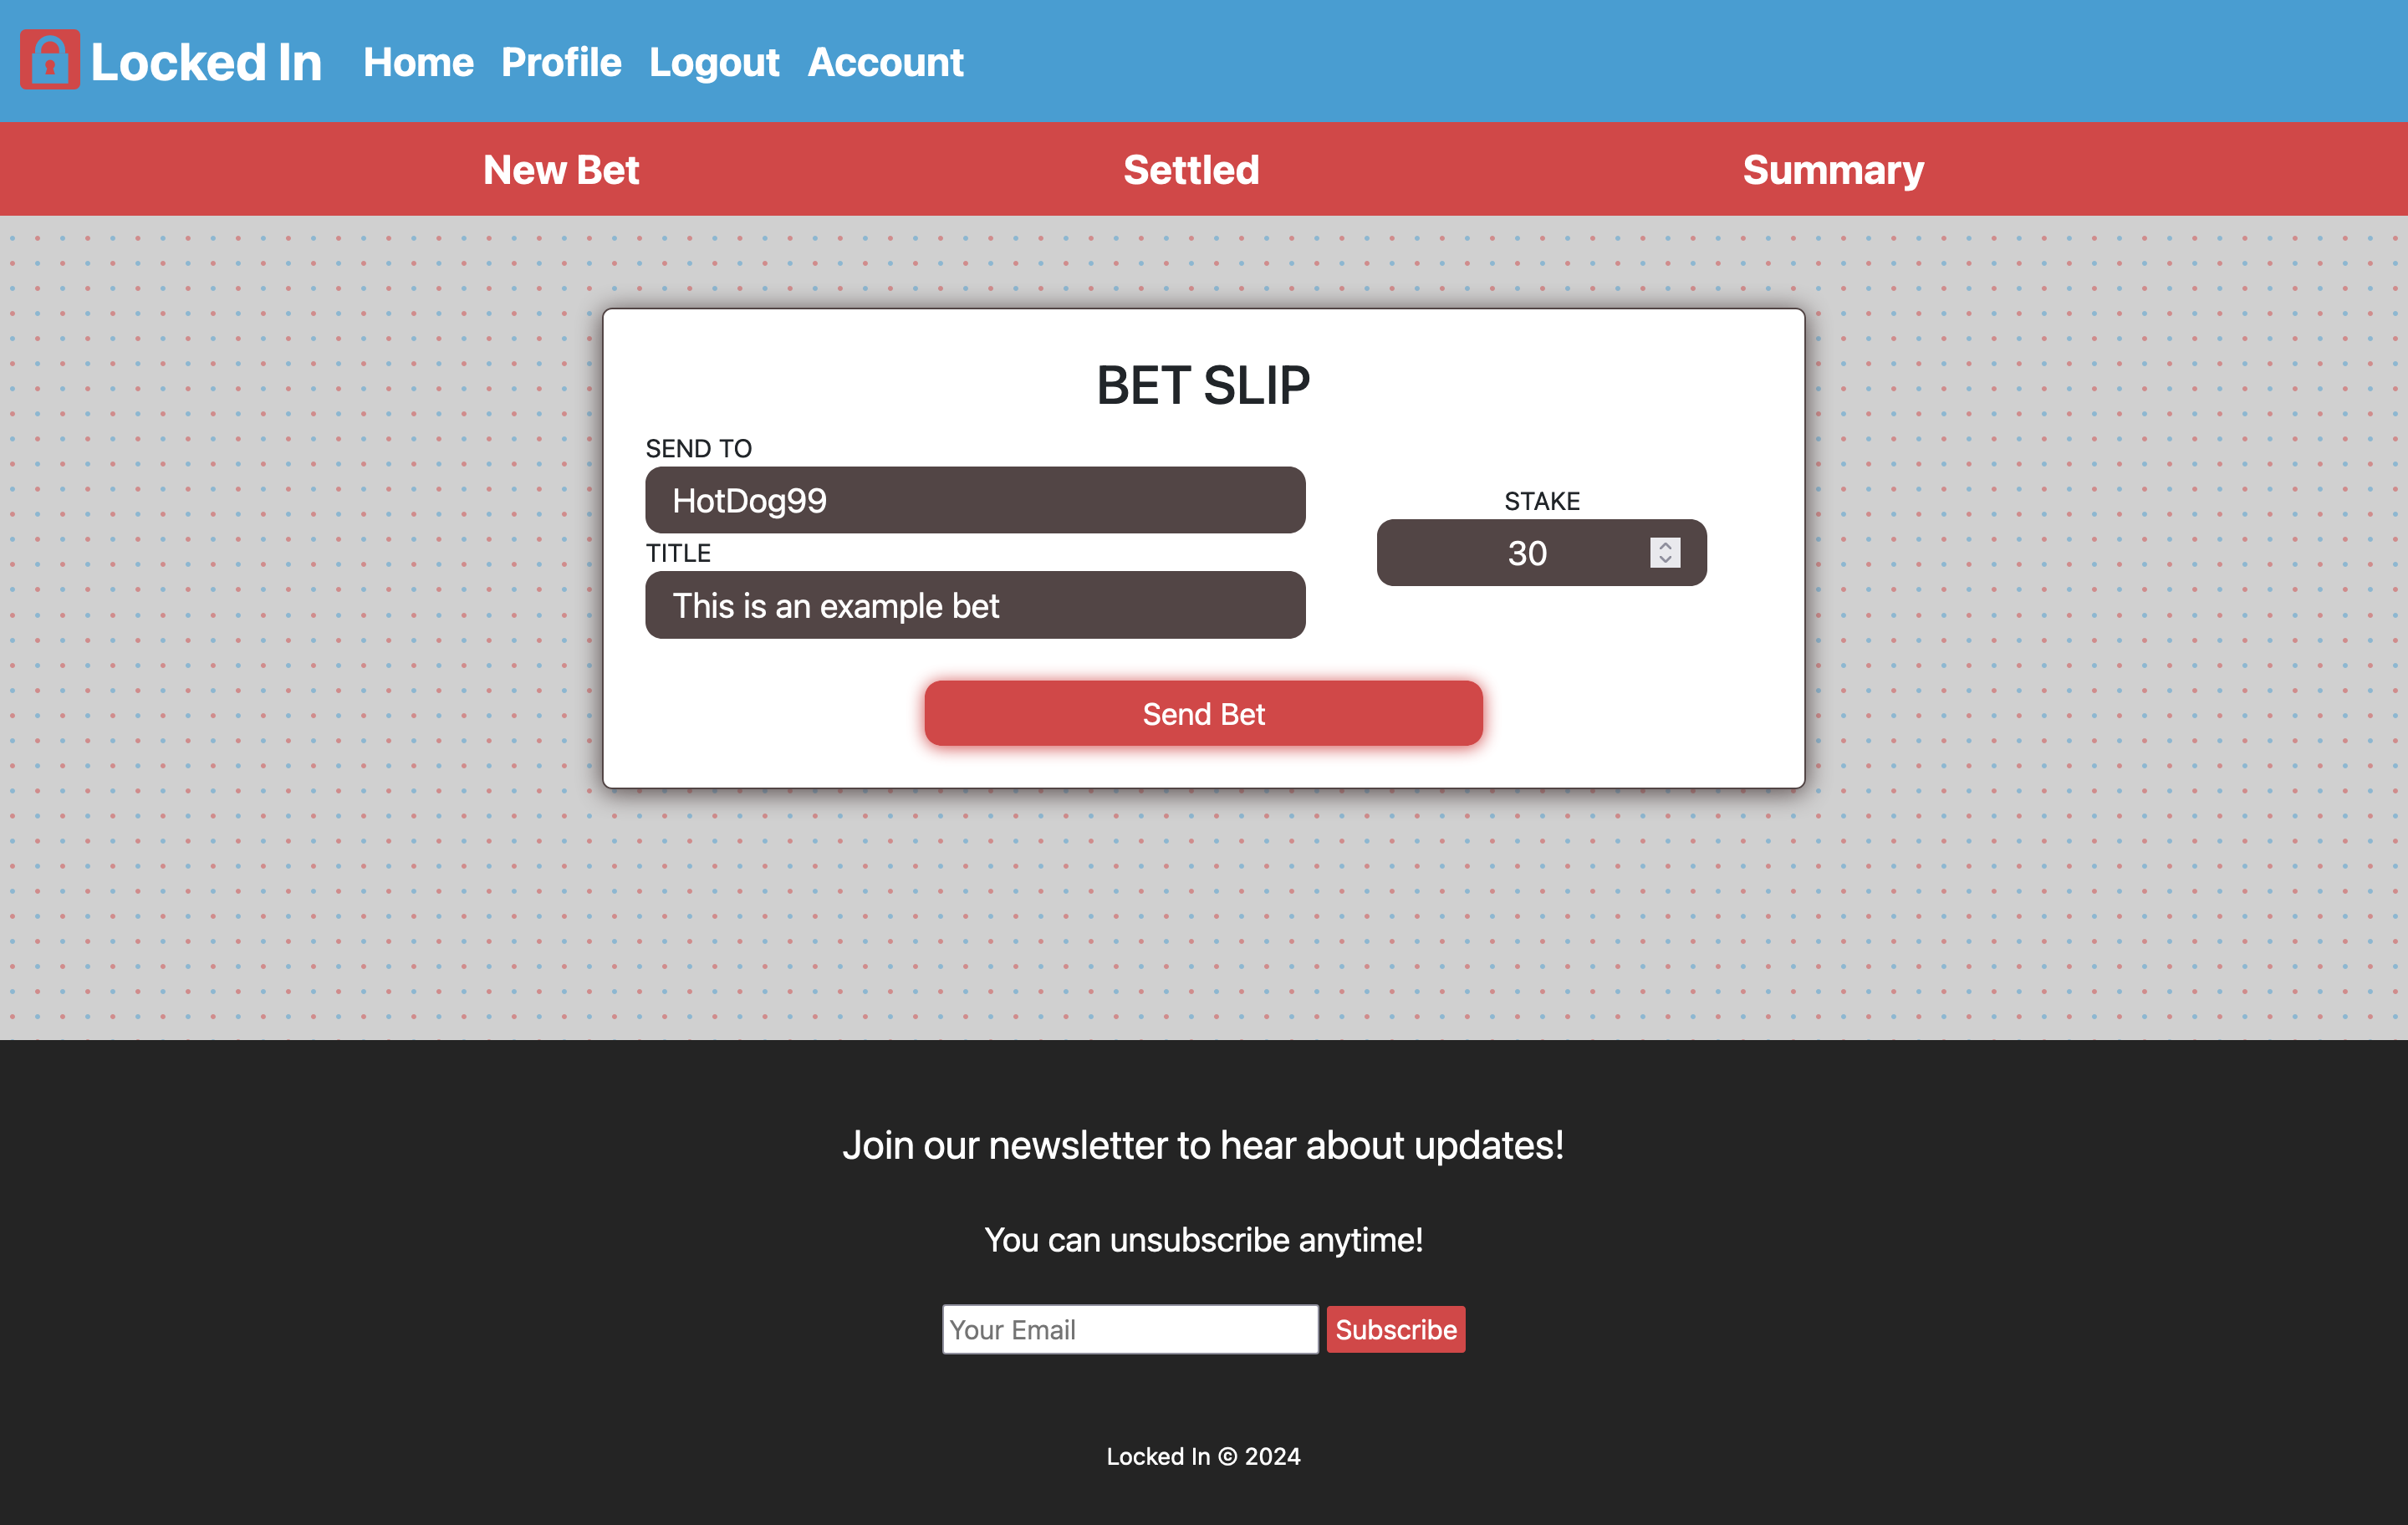 Locked In Home Profile Logout Account
New Bet Settled Summary
BET SLIP
SEND TO
HotDog99
TITLE
This is an example bet
STAKE
30
Send Bet
Join our newsletter to hear about updates!
You can unsubscribe anytime!
Your Email Subscribe
Locked In © 2024